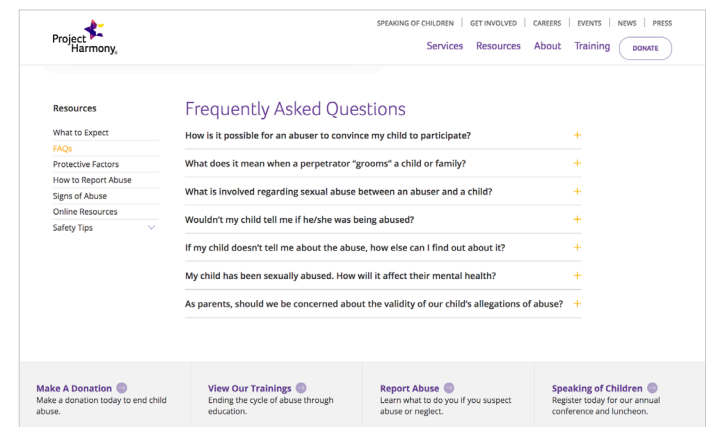 SPEAKING OF CHILDREN | GET INVOLVED | CAREERS | EVENTS | NEWS | PRESS
Project Harmony®
Services Resources About Training DONATE
Resources
What to Expect
FAQs
Protective Factors
How to Report Abuse
Signs of Abuse
Online Resources
Safety Tips
Frequently Asked Questions
How is it possible for an abuser to convince my child to participate? +
What does it mean when a perpetrator “grooms” a child or family? +
What is involved regarding sexual abuse between an abuser and a child? +
Wouldn’t my child tell me if he/she was being abused? +
If my child doesn’t tell me about the abuse, how else can I find out about it? +
My child has been sexually abused. How will it affect their mental health? +
As parents, should we be concerned about the validity of our child’s allegations of abuse? +
Make A Donation
Make a donation today to end child
abuse.
View Our Trainings
Ending the cycle of abuse through
education.
Report Abuse
Learn what to do if you suspect
abuse or neglect.
Speaking of Children
Register today for our annual
conference and luncheon.